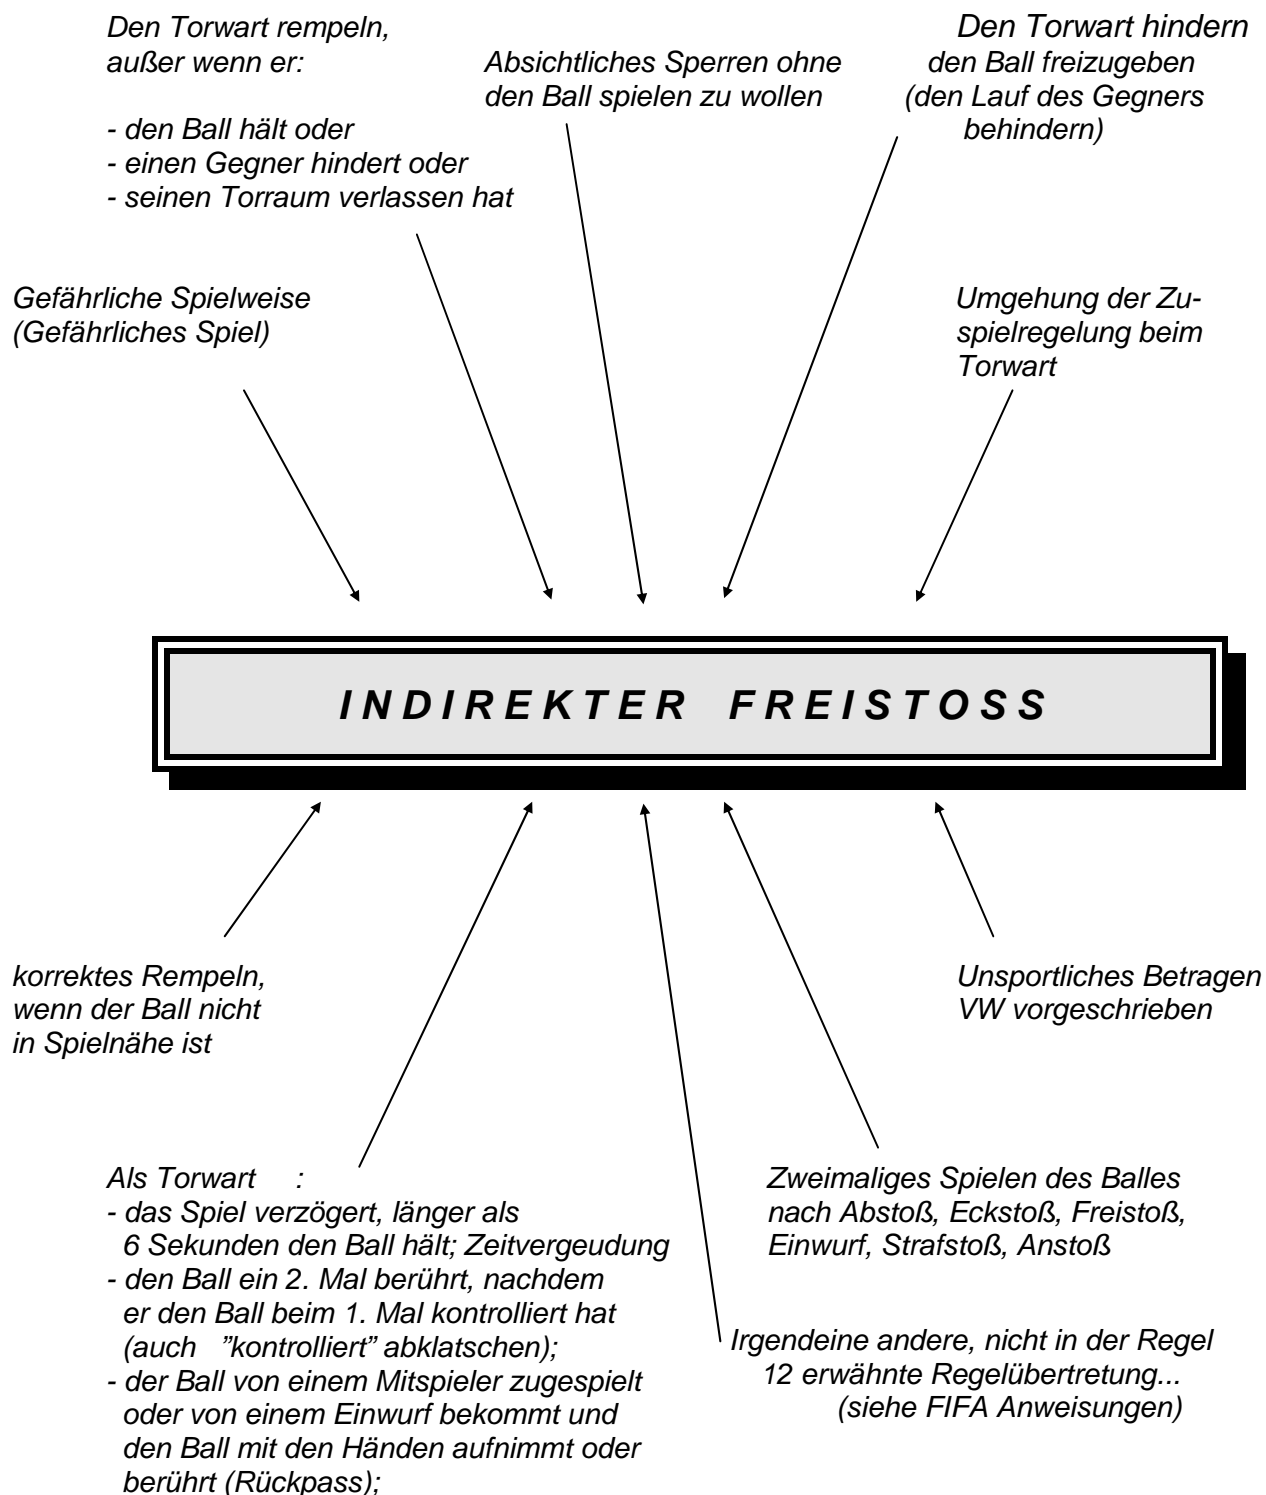 Den Torwart rempeln,
außer wenn er:
- den Ball hält oder
- einen Gegner hindert oder
- seinen Torraum verlassen hat
Absichtliches Sperren ohne
den Ball spielen zu wollen
Den Torwart hindern
den Ball freizugeben
(den Lauf des Gegners
behindern)
Gefährliche Spielweise
(Gefährliches Spiel)
Umgehung der Zu-
spielregelung beim
Torwart
INDIREKTER FREISTOSS
korrektes Rempeln,
wenn der Ball nicht
in Spielnähe ist
Unsportliches Betragen
VW vorgeschrieben
Als Torwart :
- das Spiel verzögert, länger als
6 Sekunden den Ball hält; Zeitvergeudung
- den Ball ein 2. Mal berührt, nachdem
er den Ball beim 1. Mal kontrolliert hat
(auch ”kontrolliert” abklatschen);
- der Ball von einem Mitspieler zugespielt
oder von einem Einwurf bekommt und
den Ball mit den Händen aufnimmt oder
berührt (Rückpass);
Zweimaliges Spielen des Balles
nach Abstoß, Eckstoß, Freistoß,
Einwurf, Strafstoß, Anstoß
Irgendeine andere, nicht in der Regel
12 erwähnte Regelübertretung...
(siehe FIFA Anweisungen)